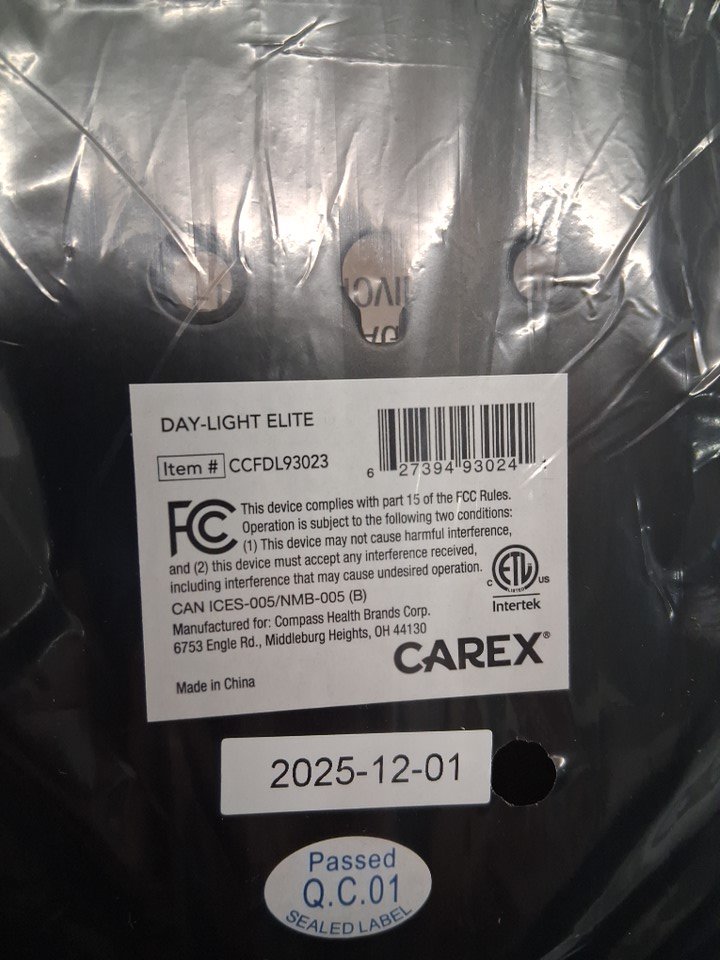 DAY-LIGHT ELITE
Item # CCFDL93023
6 27394 93024
FC This device complies with part 15 of the FCC Rules.
Operation is subject to the following two conditions:
(1) This device may not cause harmful interference,
and (2) this device must accept any interference received,
including interference that may cause undesired operation.
CAN ICES-005/NMB-005 (B)
Manufactured for: Compass Health Brands Corp.
6753 Engle Rd., Middleburg Heights, OH 44130
C ETL US
LISTED
Intertek
CAREX®
Made in China
2025-12-01
Passed
Q.C.01
SEALED LABEL